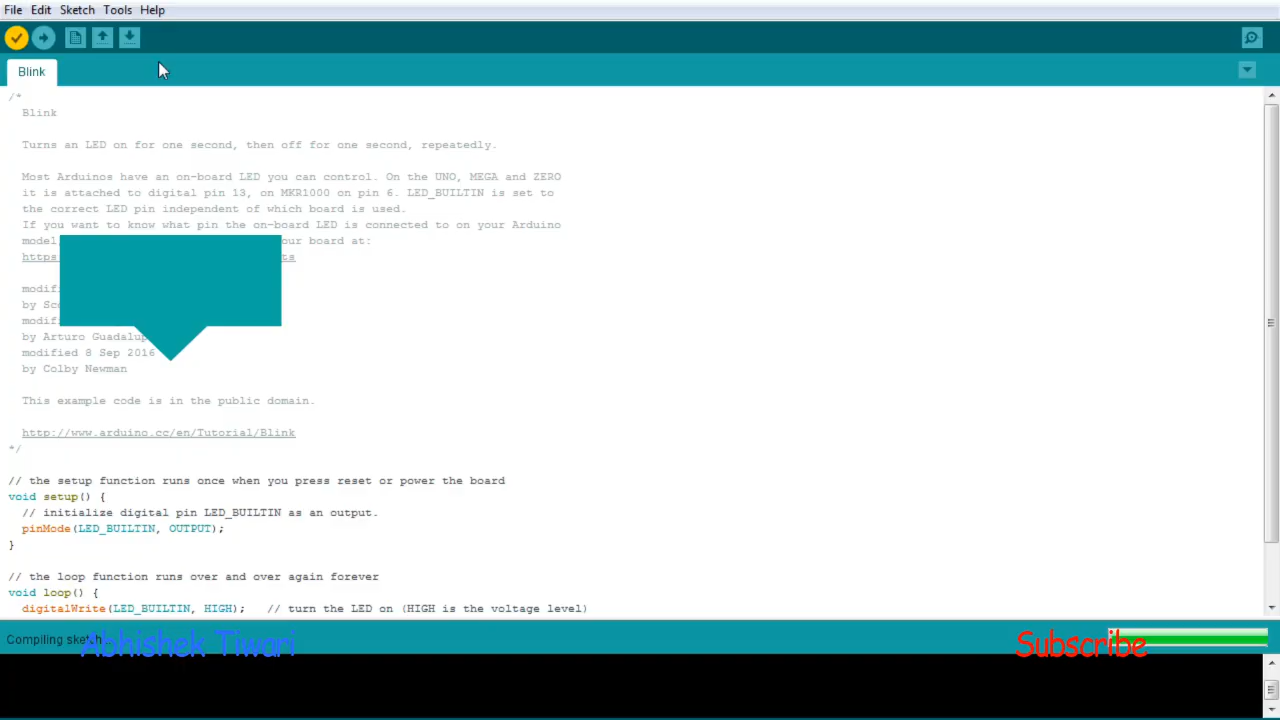 File Edit Sketch Tools Help
Blink
/*
Blink
Turns an LED on for one second, then off for one second, repeatedly.
Most Arduinos have an on-board LED you can control. On the UNO, MEGA and ZERO
it is attached to digital pin 13, on MKR1000 on pin 6. LED_BUILTIN is set to
the correct LED pin independent of which board is used.
If you want to know what pin the on-board LED is connected to on your Arduino
model, board at:
by Arturo
modified 8 Sep 2016
by Colby Newman
This example code is in the public domain.
http://www.arduino.cc/en/Tutorial/Blink
*/
// the setup function runs once when you press reset or power the board
void setup() {
// initialize digital pin LED_BUILTIN as an output.
pinMode(LED_BUILTIN, OUTPUT);
}
// the loop function runs over and over again forever
void loop() {
digitalWrite(LED_BUILTIN, HIGH); // turn the LED on (HIGH is the voltage level)
Compiling sketch...
Abhishek Tiwari
Subscribe